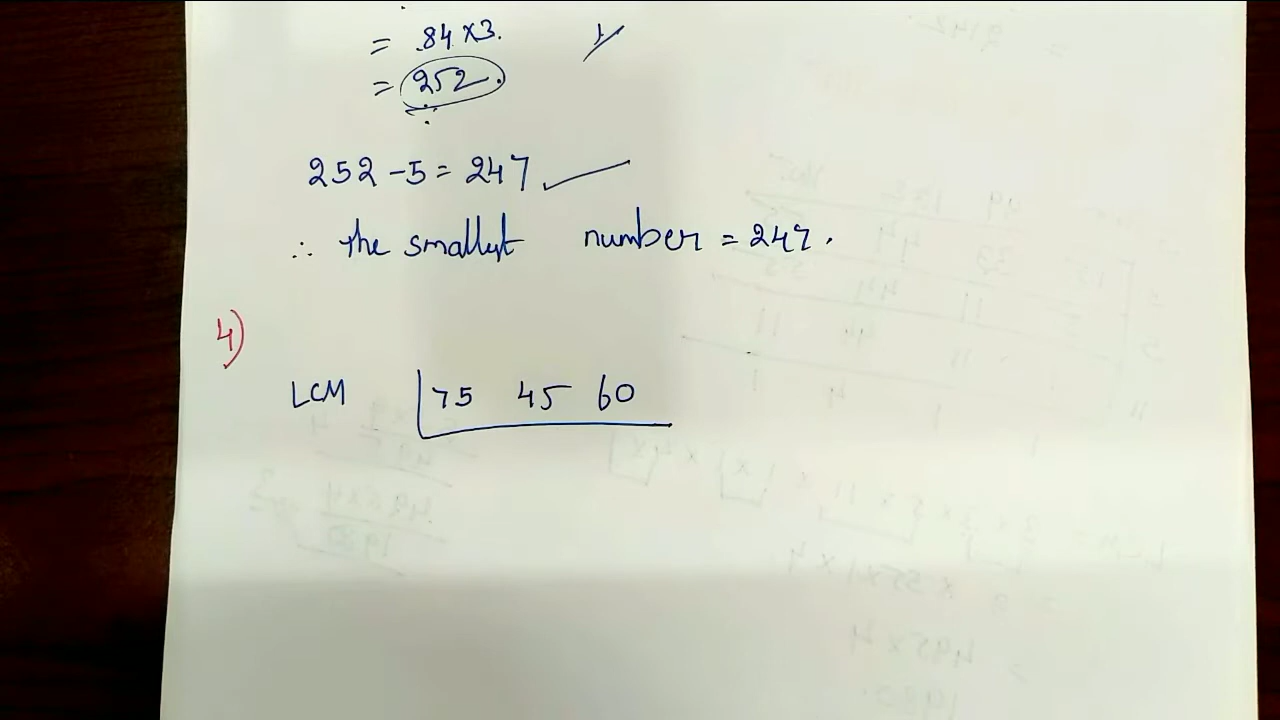 = 84 × 3.
= 252.
252 - 5 = 247
∴ the smallest number = 247.
4)
LCM 75 45 60